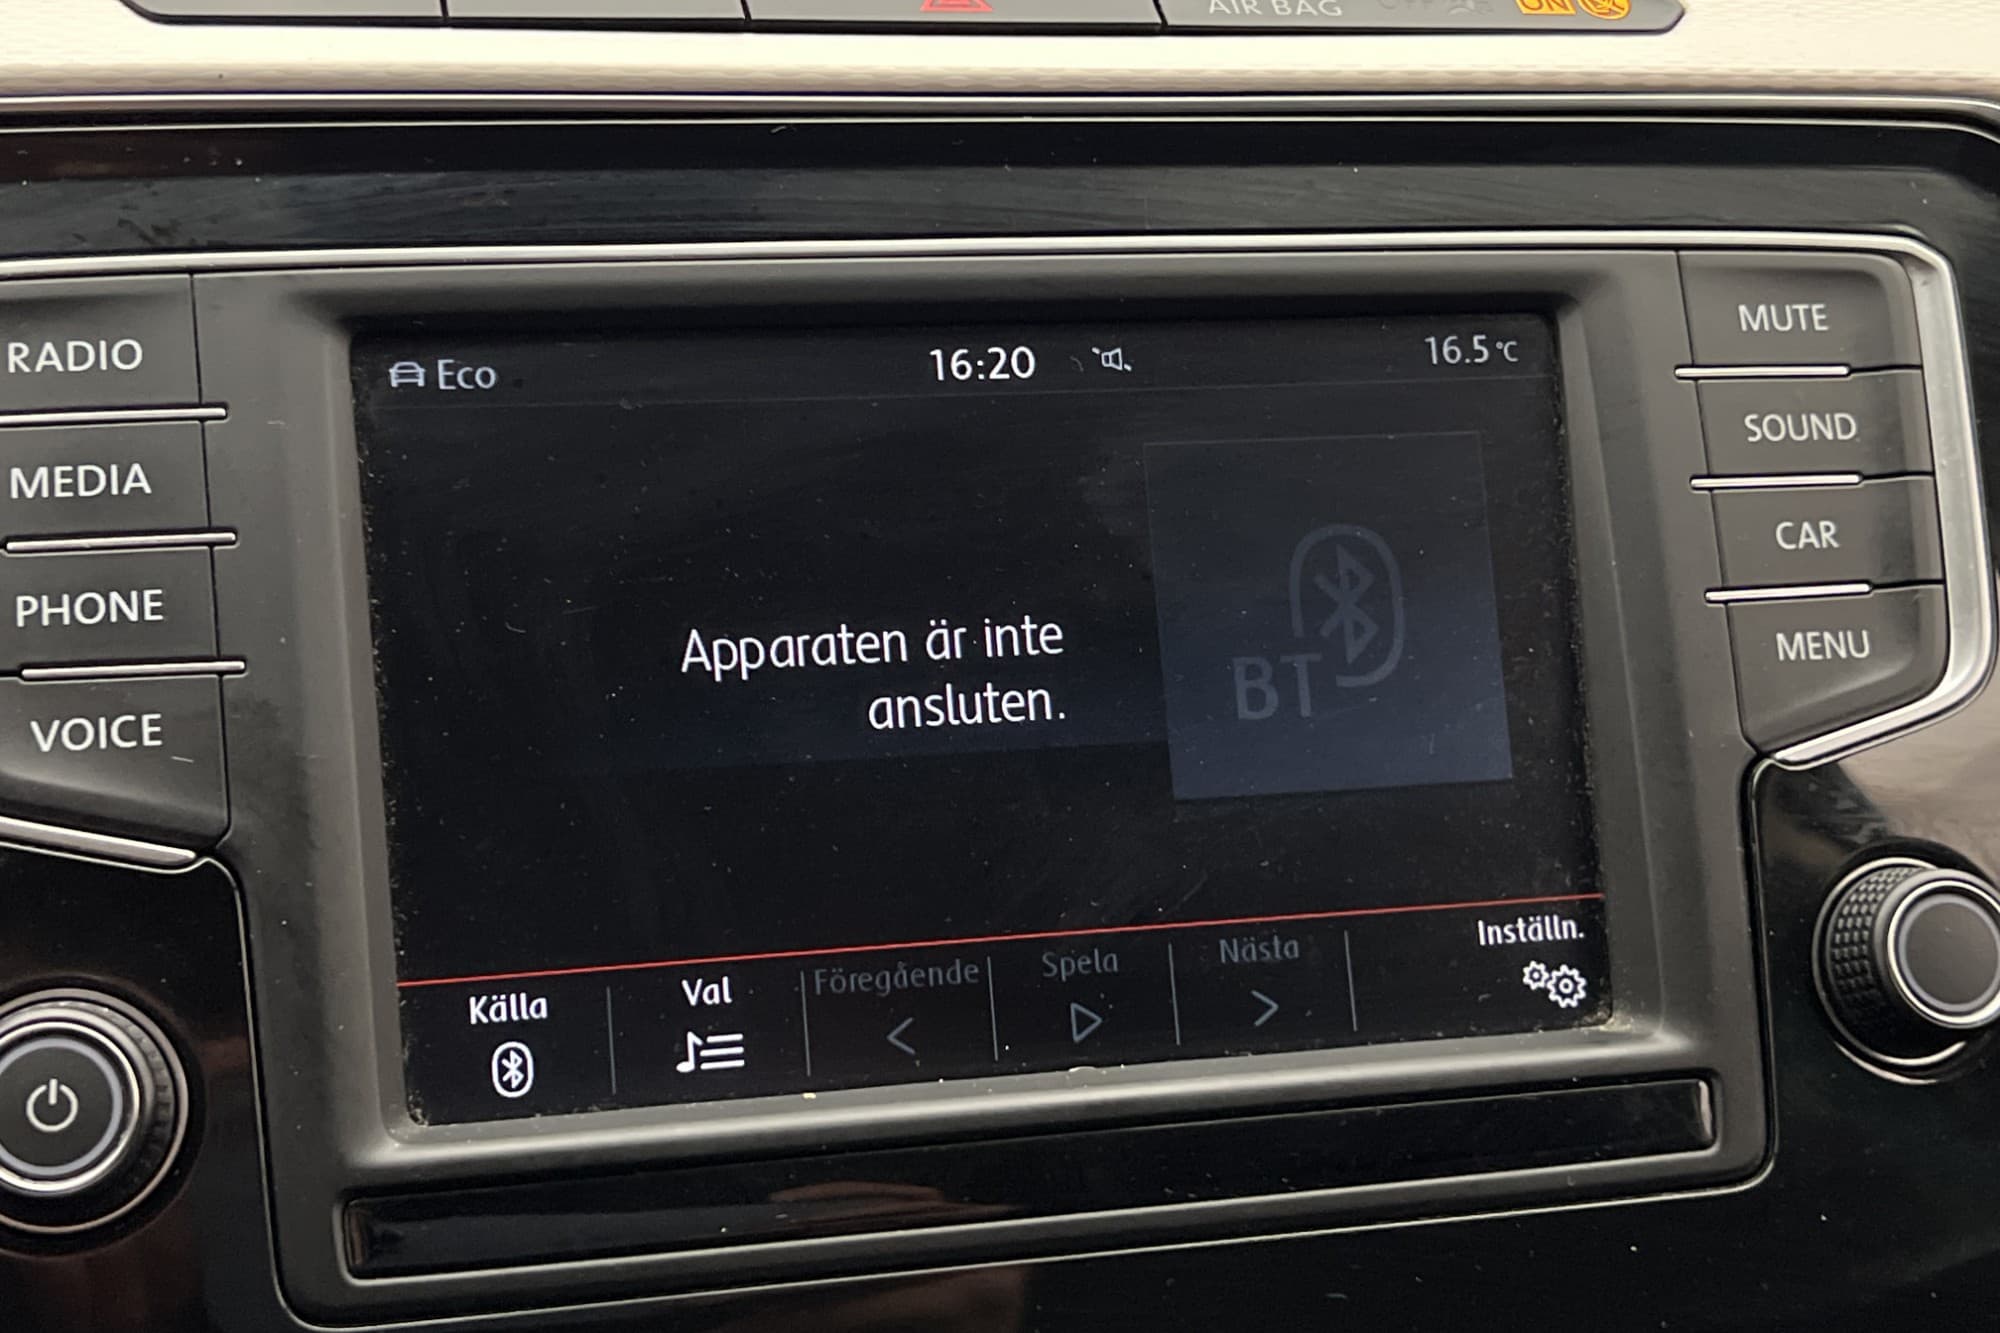 AIR BAG
ON
RADIO
MEDIA
PHONE
VOICE
Eco
16:20
16.5°C
Apparaten är inte
ansluten.
BT
Källa
Val
Föregående
Spela
Nästa
Inställn.
MUTE
SOUND
CAR
MENU